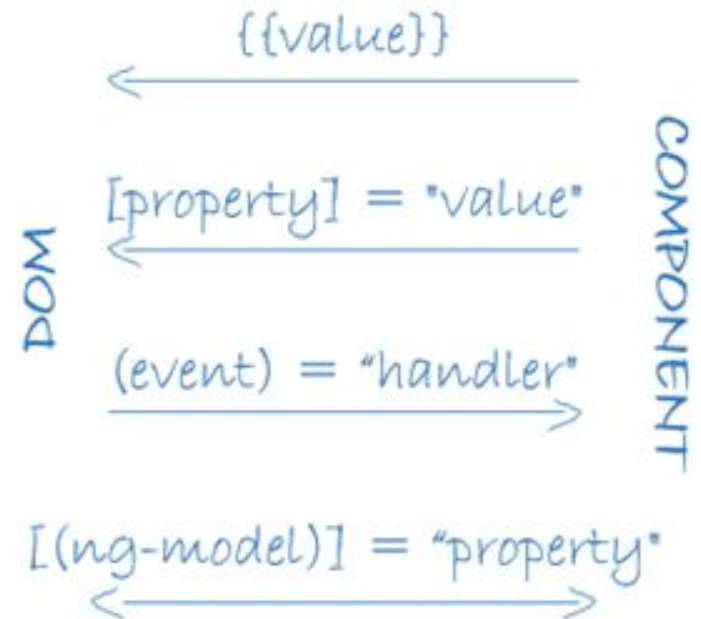 {{value}}
[property] = "value"
DOM
COMPONENT
(event) = "handler"
[(ng-model)] = "property"